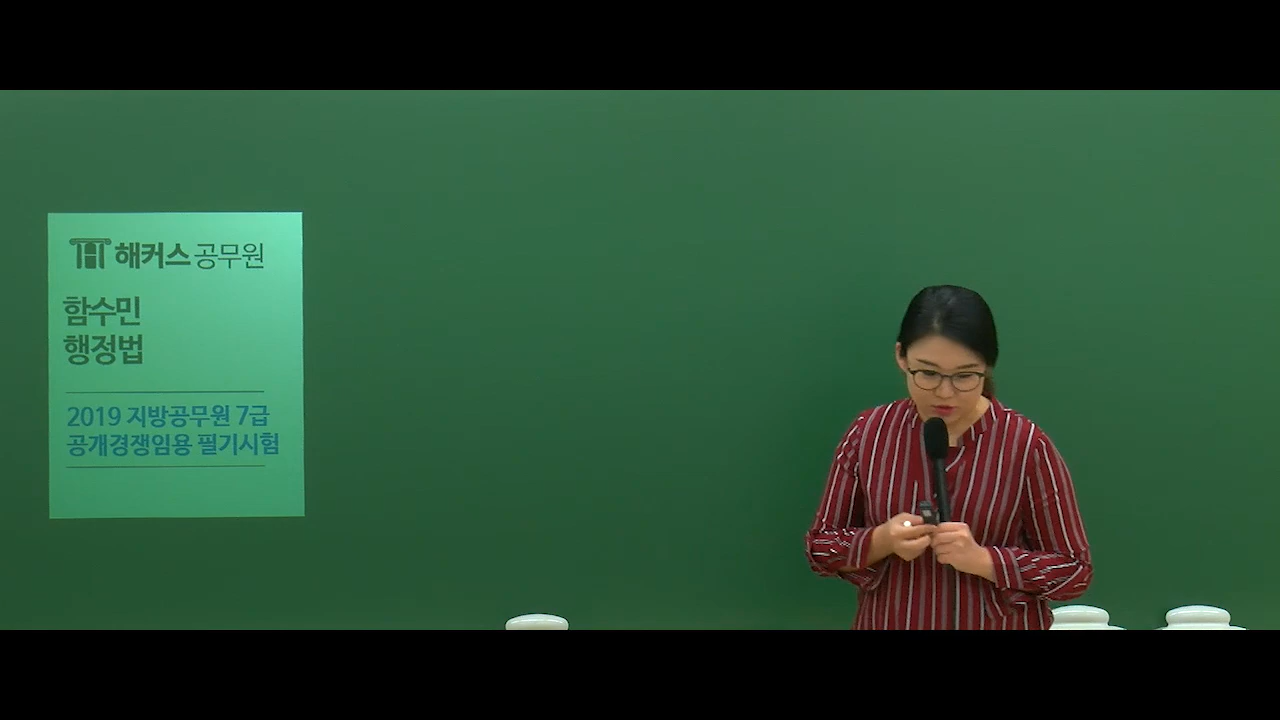 해커스 공무원
함수민
행정법
2019 지방공무원 7급
공개경쟁임용 필기시험